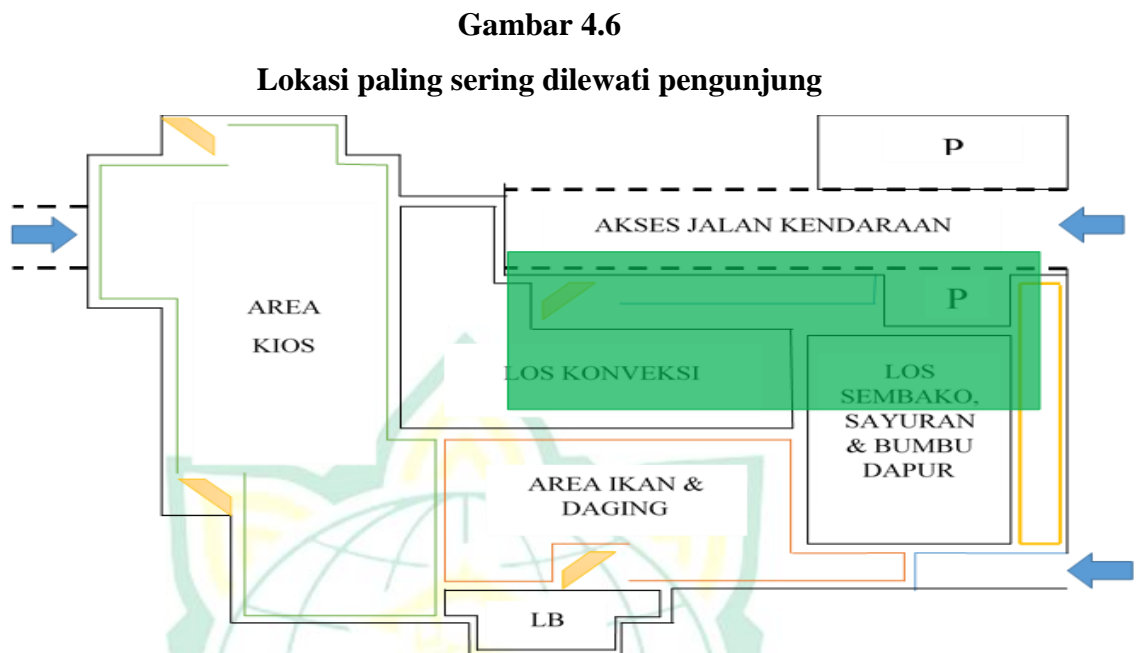 Gambar 4.6
Lokasi paling sering dilewati pengunjung
P
AKSES JALAN KENDARAAN
P
AREA
KIOS
LOS KONVEKSI
LOS
SEMBAKO,
SAYURAN
& BUMBU
DAPUR
AREA IKAN &
DAGING
LB